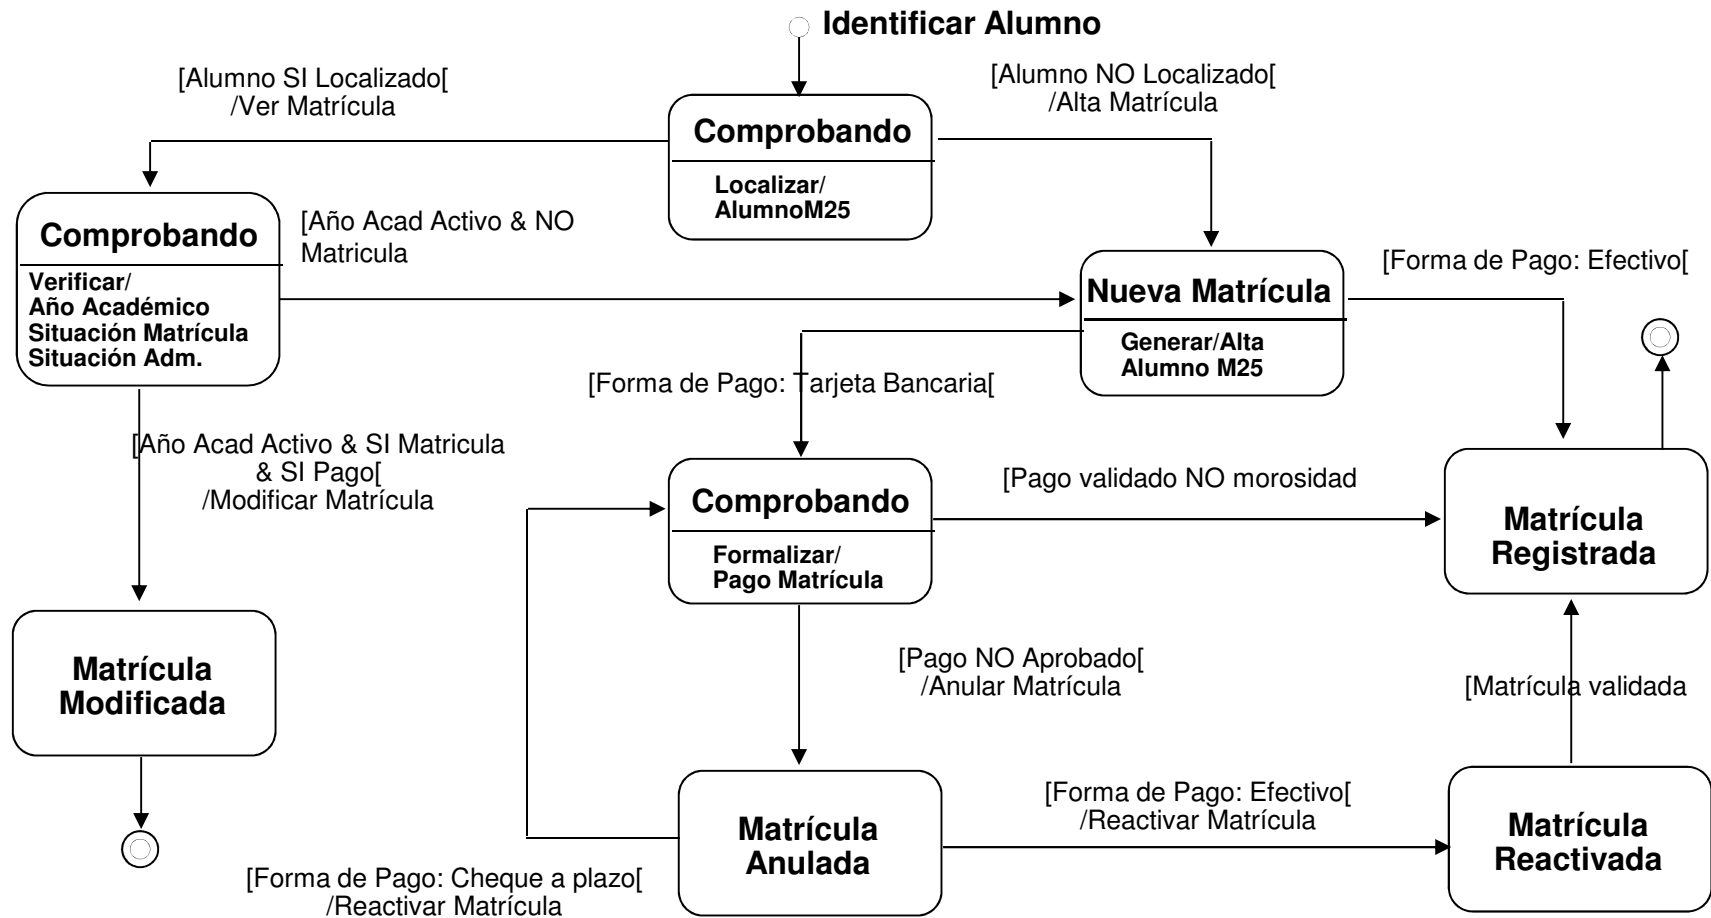 Identificar Alumno
[Alumno SI Localizado[
/Ver Matrícula
[Alumno NO Localizado[
/Alta Matrícula
Comprobando
Localizar/
AlumnoM25
Comprobando
Verificar/
Año Académico
Situación Matrícula
Situación Adm.
[Año Acad Activo & NO
Matricula
Nueva Matrícula
Generar/Alta
Alumno M25
[Forma de Pago: Efectivo[
[Forma de Pago: Tarjeta Bancaria[
[Año Acad Activo & SI Matricula
& SI Pago[
/Modificar Matrícula
Comprobando
Formalizar/
Pago Matrícula
[Pago validado NO morosidad
Matrícula
Registrada
Matrícula
Modificada
[Pago NO Aprobado[
/Anular Matrícula
[Matrícula validada
Matrícula
Anulada
[Forma de Pago: Efectivo[
/Reactivar Matrícula
Matrícula
Reactivada
[Forma de Pago: Cheque a plazo[
/Reactivar Matrícula